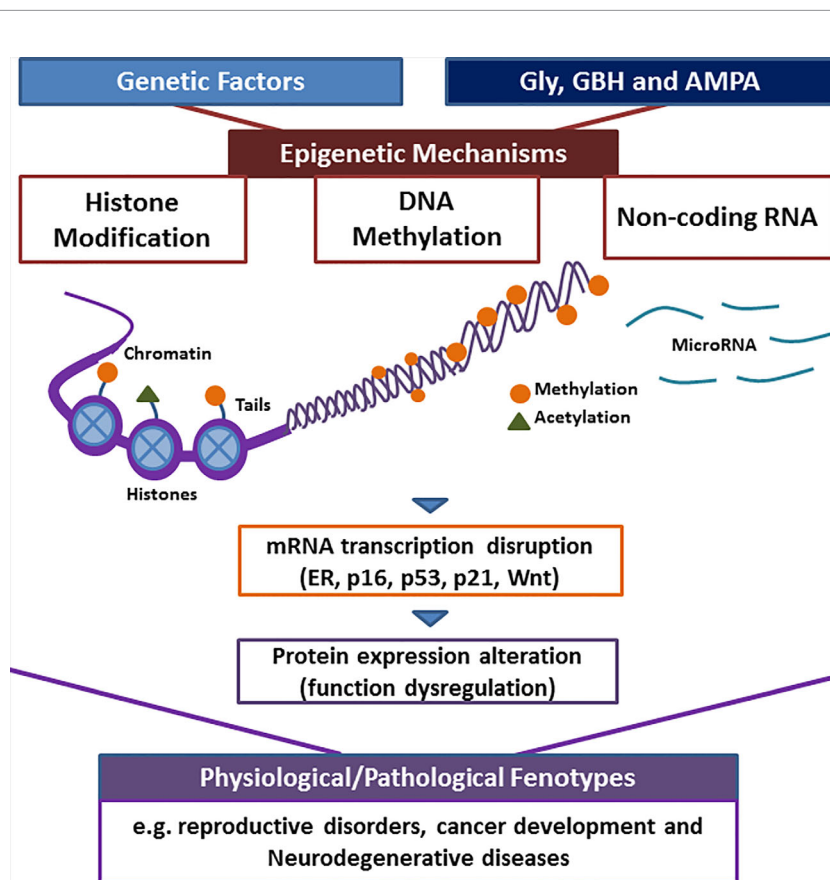 Genetic Factors
Gly, GBH and AMPA
Epigenetic Mechanisms
Histone
Modification
DNA
Methylation
Non-coding RNA
Chromatin
MicroRNA
Methylation
Tails
Acetylation
Histones
mRNA transcription disruption
(ER, p16, p53, p21, Wnt)
Protein expression alteration
(function dysregulation)
Physiological/Pathological Fenotypes
e.g. reproductive disorders, cancer development and
Neurodegenerative diseases